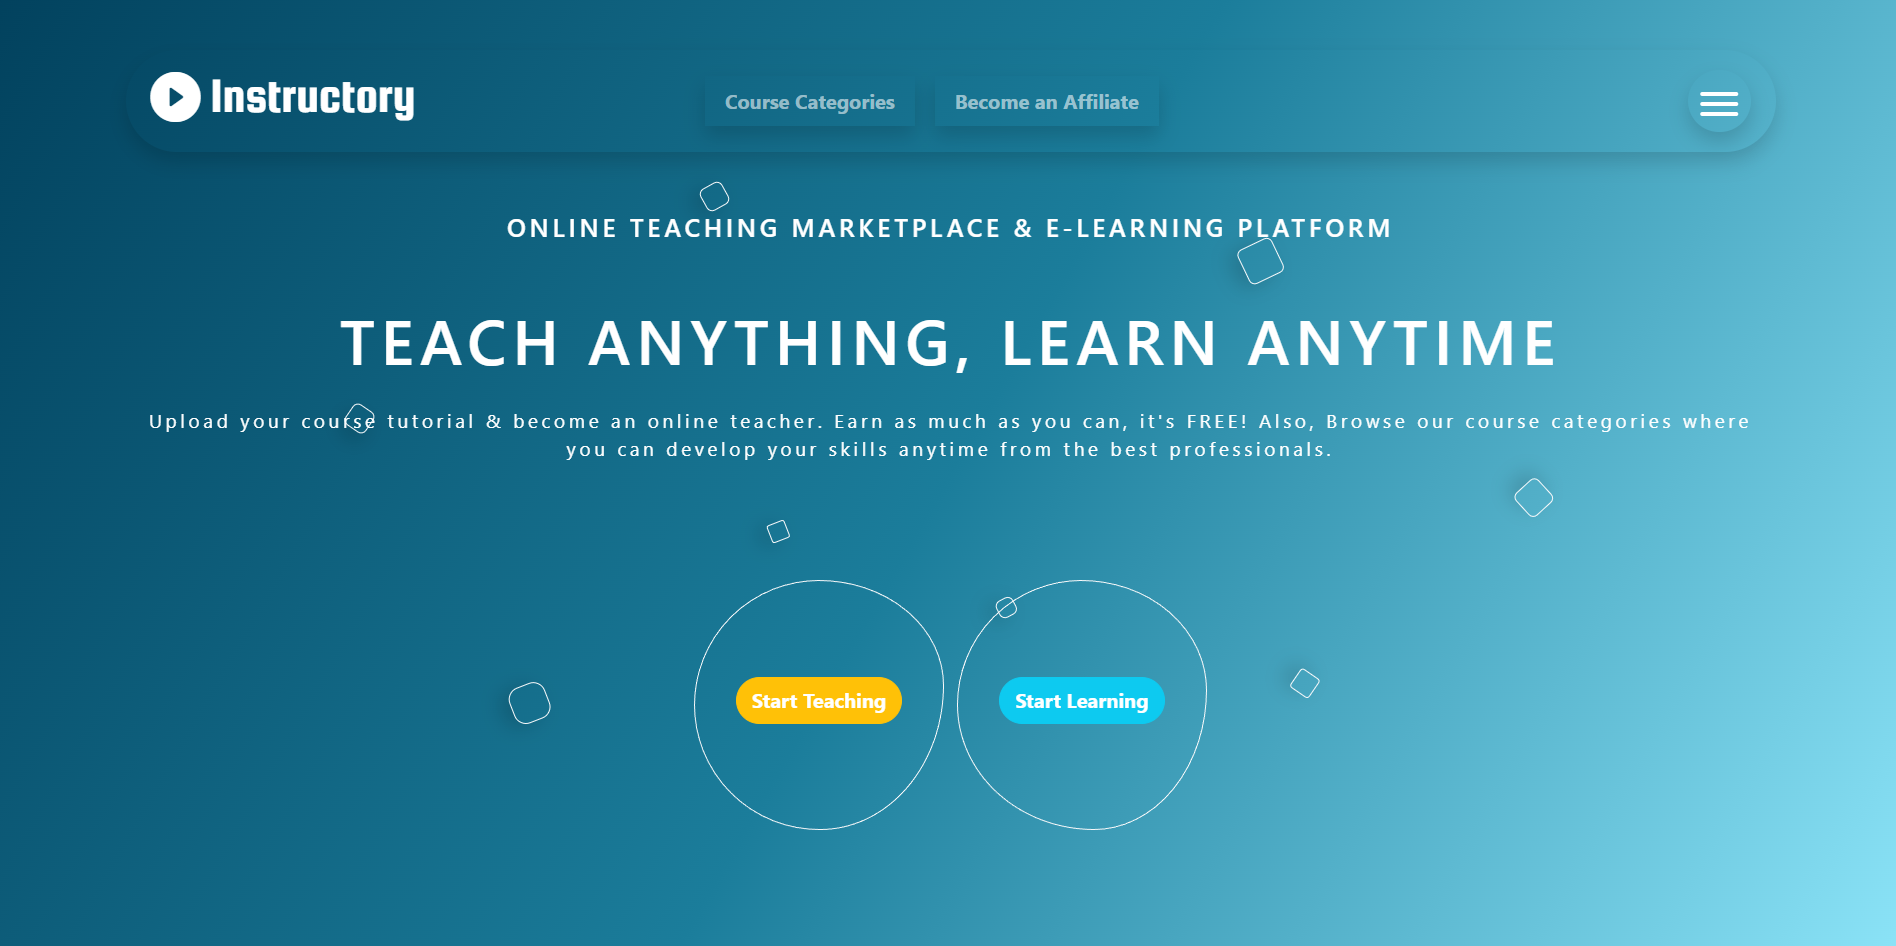 Instructory
Course Categories
Become an Affiliate
ONLINE TEACHING MARKETPLACE & E-LEARNING PLATFORM
TEACH ANYTHING, LEARN ANYTIME
Upload your course tutorial & become an online teacher. Earn as much as you can, it's FREE! Also, Browse our course categories where
you can develop your skills anytime from the best professionals.
Start Teaching
Start Learning